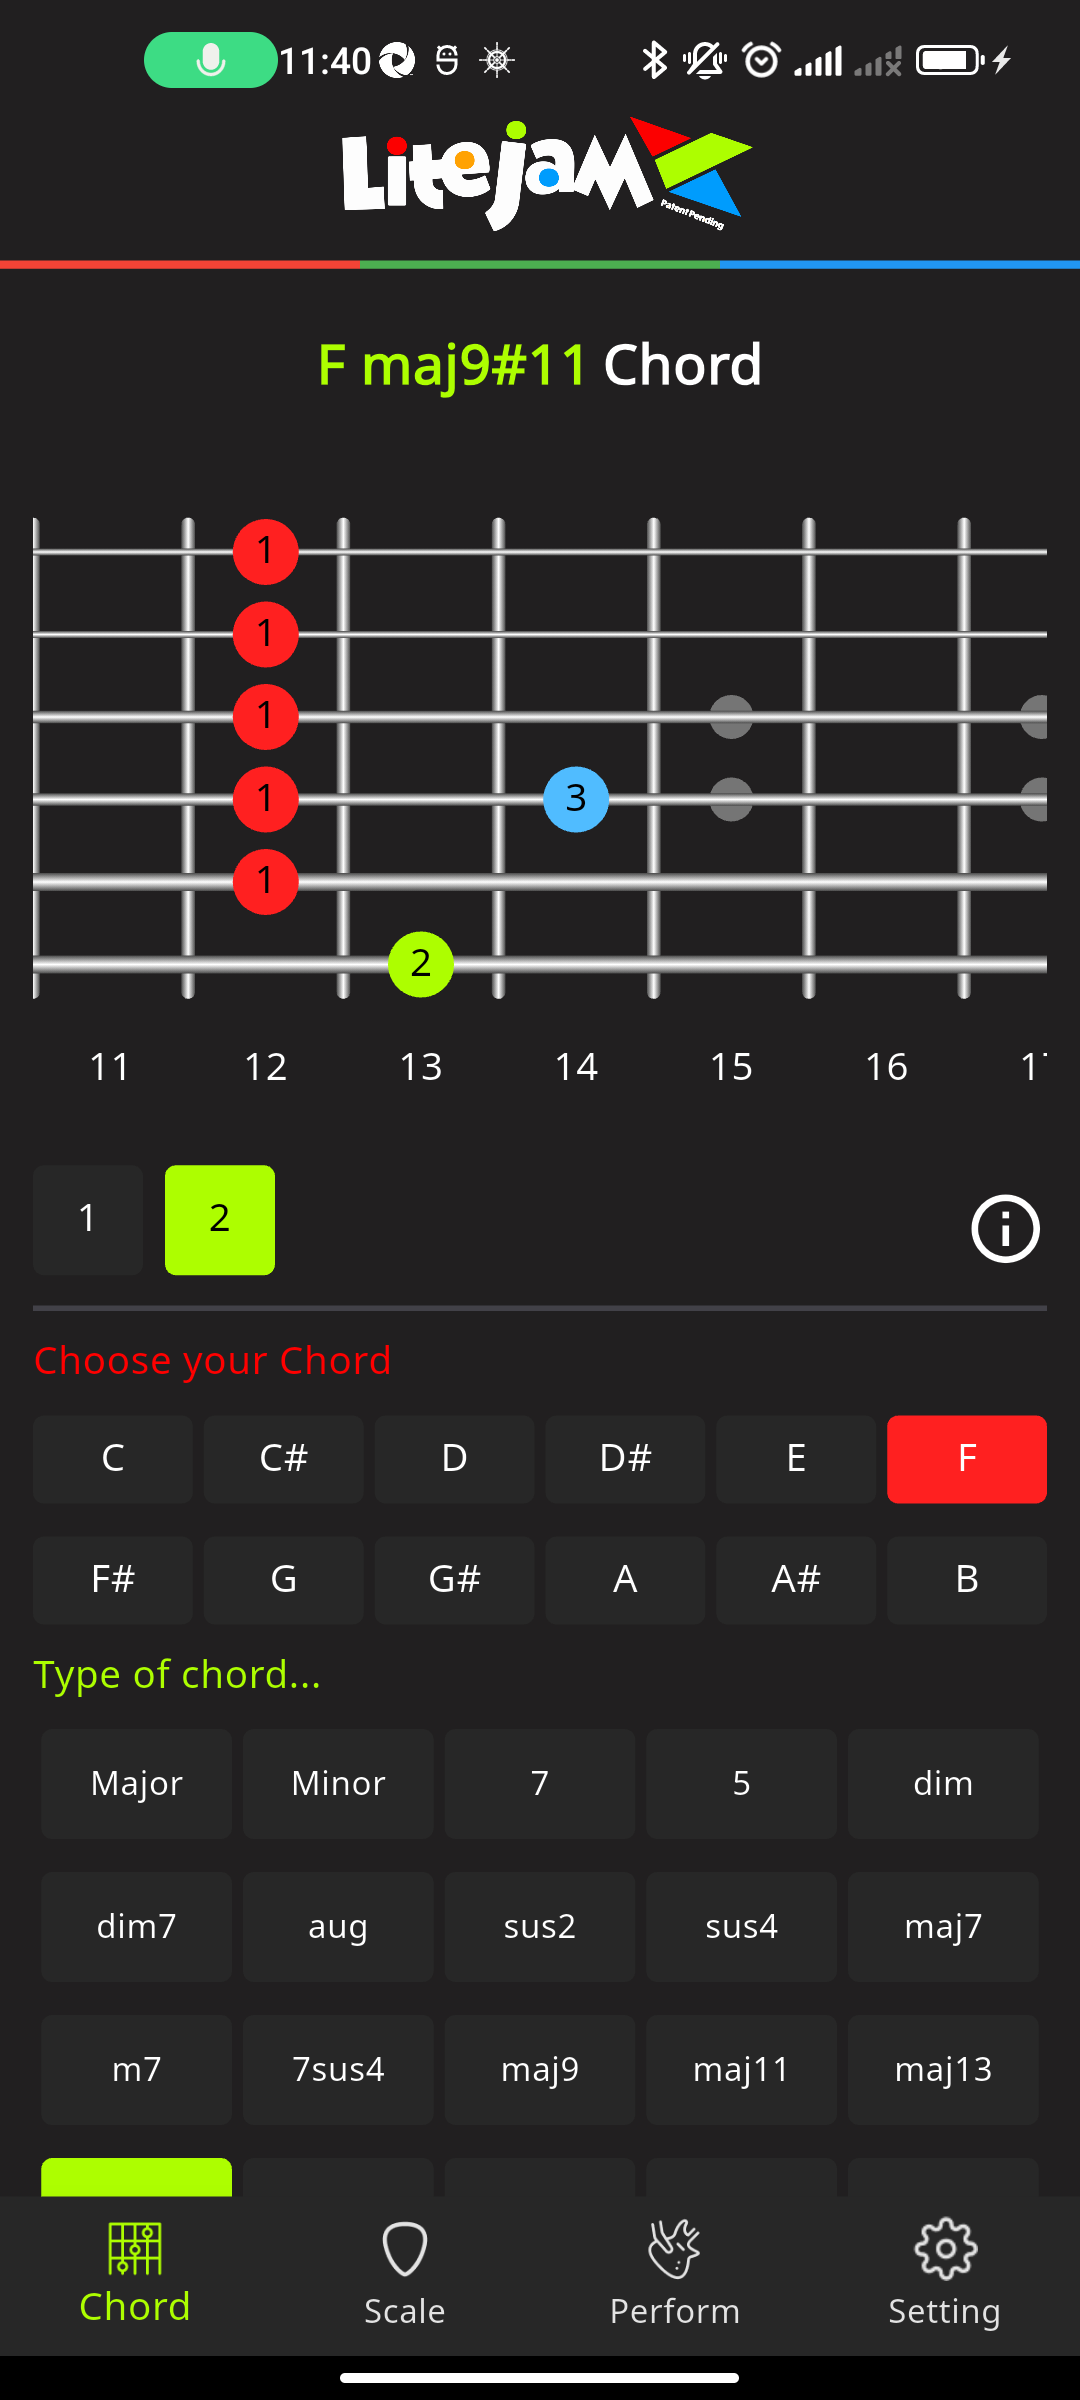 11:40
Litejam
Patent Pending
F maj9#11 Chord
1
1
1
1 3
1
2
11 12 13 14 15 16
1 2
Choose your Chord
C C# D D# E F
F# G G# A A# B
Type of chord...
Major Minor 7 5 dim
dim7 aug sus2 sus4 maj7
m7 7sus4 maj9 maj11 maj13
Chord Scale Perform Setting